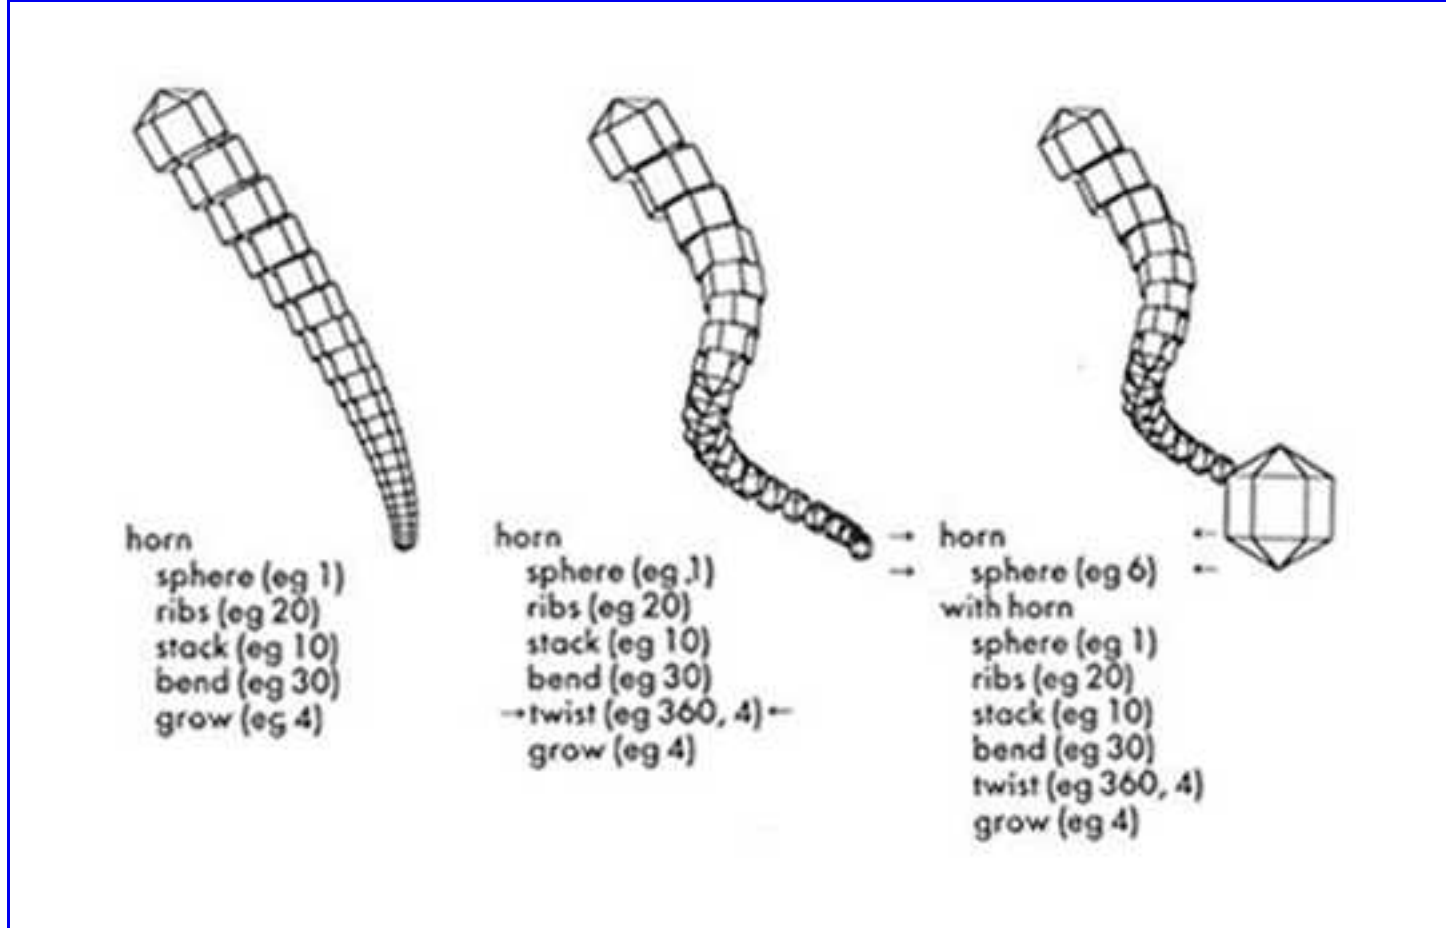 horn
sphere (eg 1)
ribs (eg 20)
stack (eg 10)
bend (eg 30)
grow (eg 4)
horn
sphere (eg .1)
ribs (eg 20)
stack (eg 10)
bend (eg 30)
→twist (eg 360, 4)←
grow (eg 4)
→ horn ←
→ sphere (eg 6) ←
with horn
sphere (eg 1)
ribs (eg 20)
stack (eg 10)
bend (eg 30)
twist (eg 360, 4)
grow (eg 4)